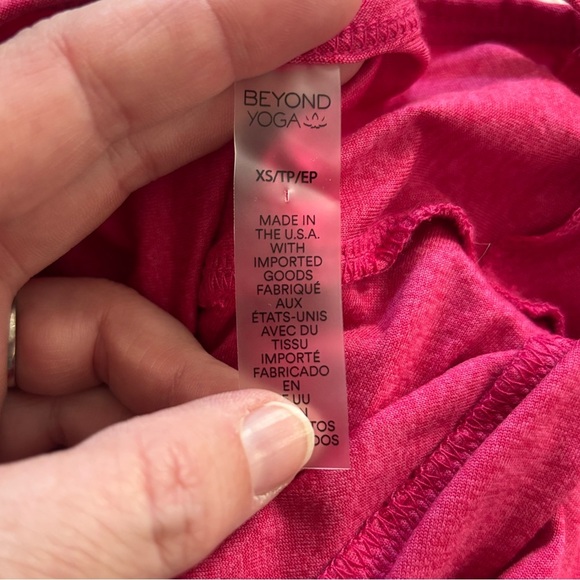 BEYOND
YOGA
XS/TP/EP
MADE IN
THE U.S.A.
WITH
IMPORTED
GOODS
FABRIQUÉ
AUX
ÉTATS-UNIS
AVEC DU
TISSU
IMPORTÉ
FABRICADO
EN
UU